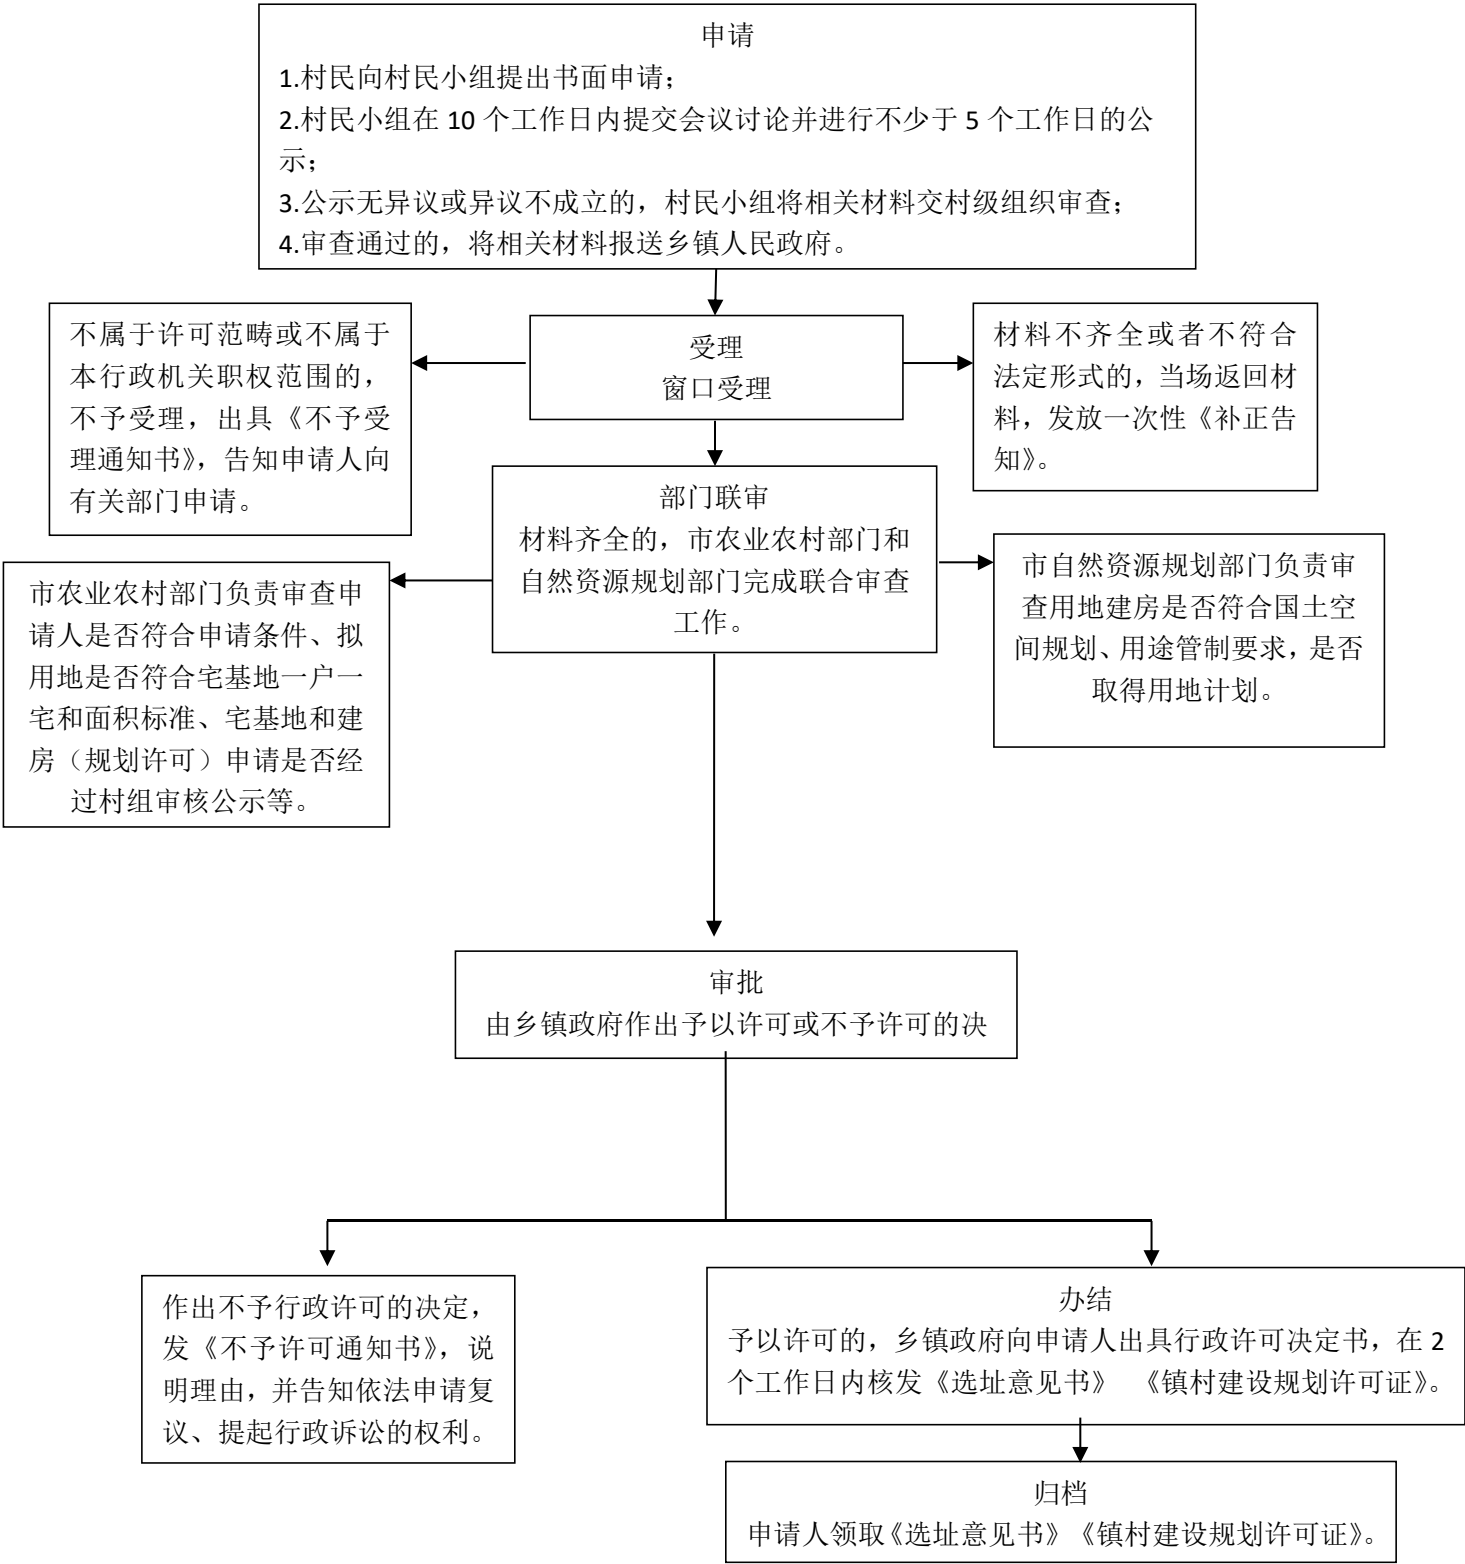 申请
1.村民向村民小组提出书面申请；
2.村民小组在 10 个工作日内提交会议讨论并进行不少于 5 个工作日的公
示；
3.公示无异议或异议不成立的，村民小组将相关材料交村级组织审查；
4.审查通过的，将相关材料报送乡镇人民政府。
不属于许可范畴或不属于
本行政机关职权范围的，
不予受理，出具《不予受
理通知书》，告知申请人向
有关部门申请。
受理
窗口受理
材料不齐全或者不符合
法定形式的，当场返回材
料，发放一次性《补正告
知》。
部门联审
材料齐全的，市农业农村部门和
自然资源规划部门完成联合审查
工作。
市农业农村部门负责审查申
请人是否符合申请条件、拟
用地是否符合宅基地一户一
宅和面积标准、宅基地和建
房（规划许可）申请是否经
过村组审核公示等。
市自然资源规划部门负责审
查用地建房是否符合国土空
间规划、用途管制要求，是否
取得用地计划。
审批
由乡镇政府作出予以许可或不予许可的决
作出不予行政许可的决定，
发《不予许可通知书》，说
明理由，并告知依法申请复
议、提起行政诉讼的权利。
办结
予以许可的，乡镇政府向申请人出具行政许可决定书，在 2
个工作日内核发《选址意见书》 《镇村建设规划许可证》。
归档
申请人领取《选址意见书》《镇村建设规划许可证》。